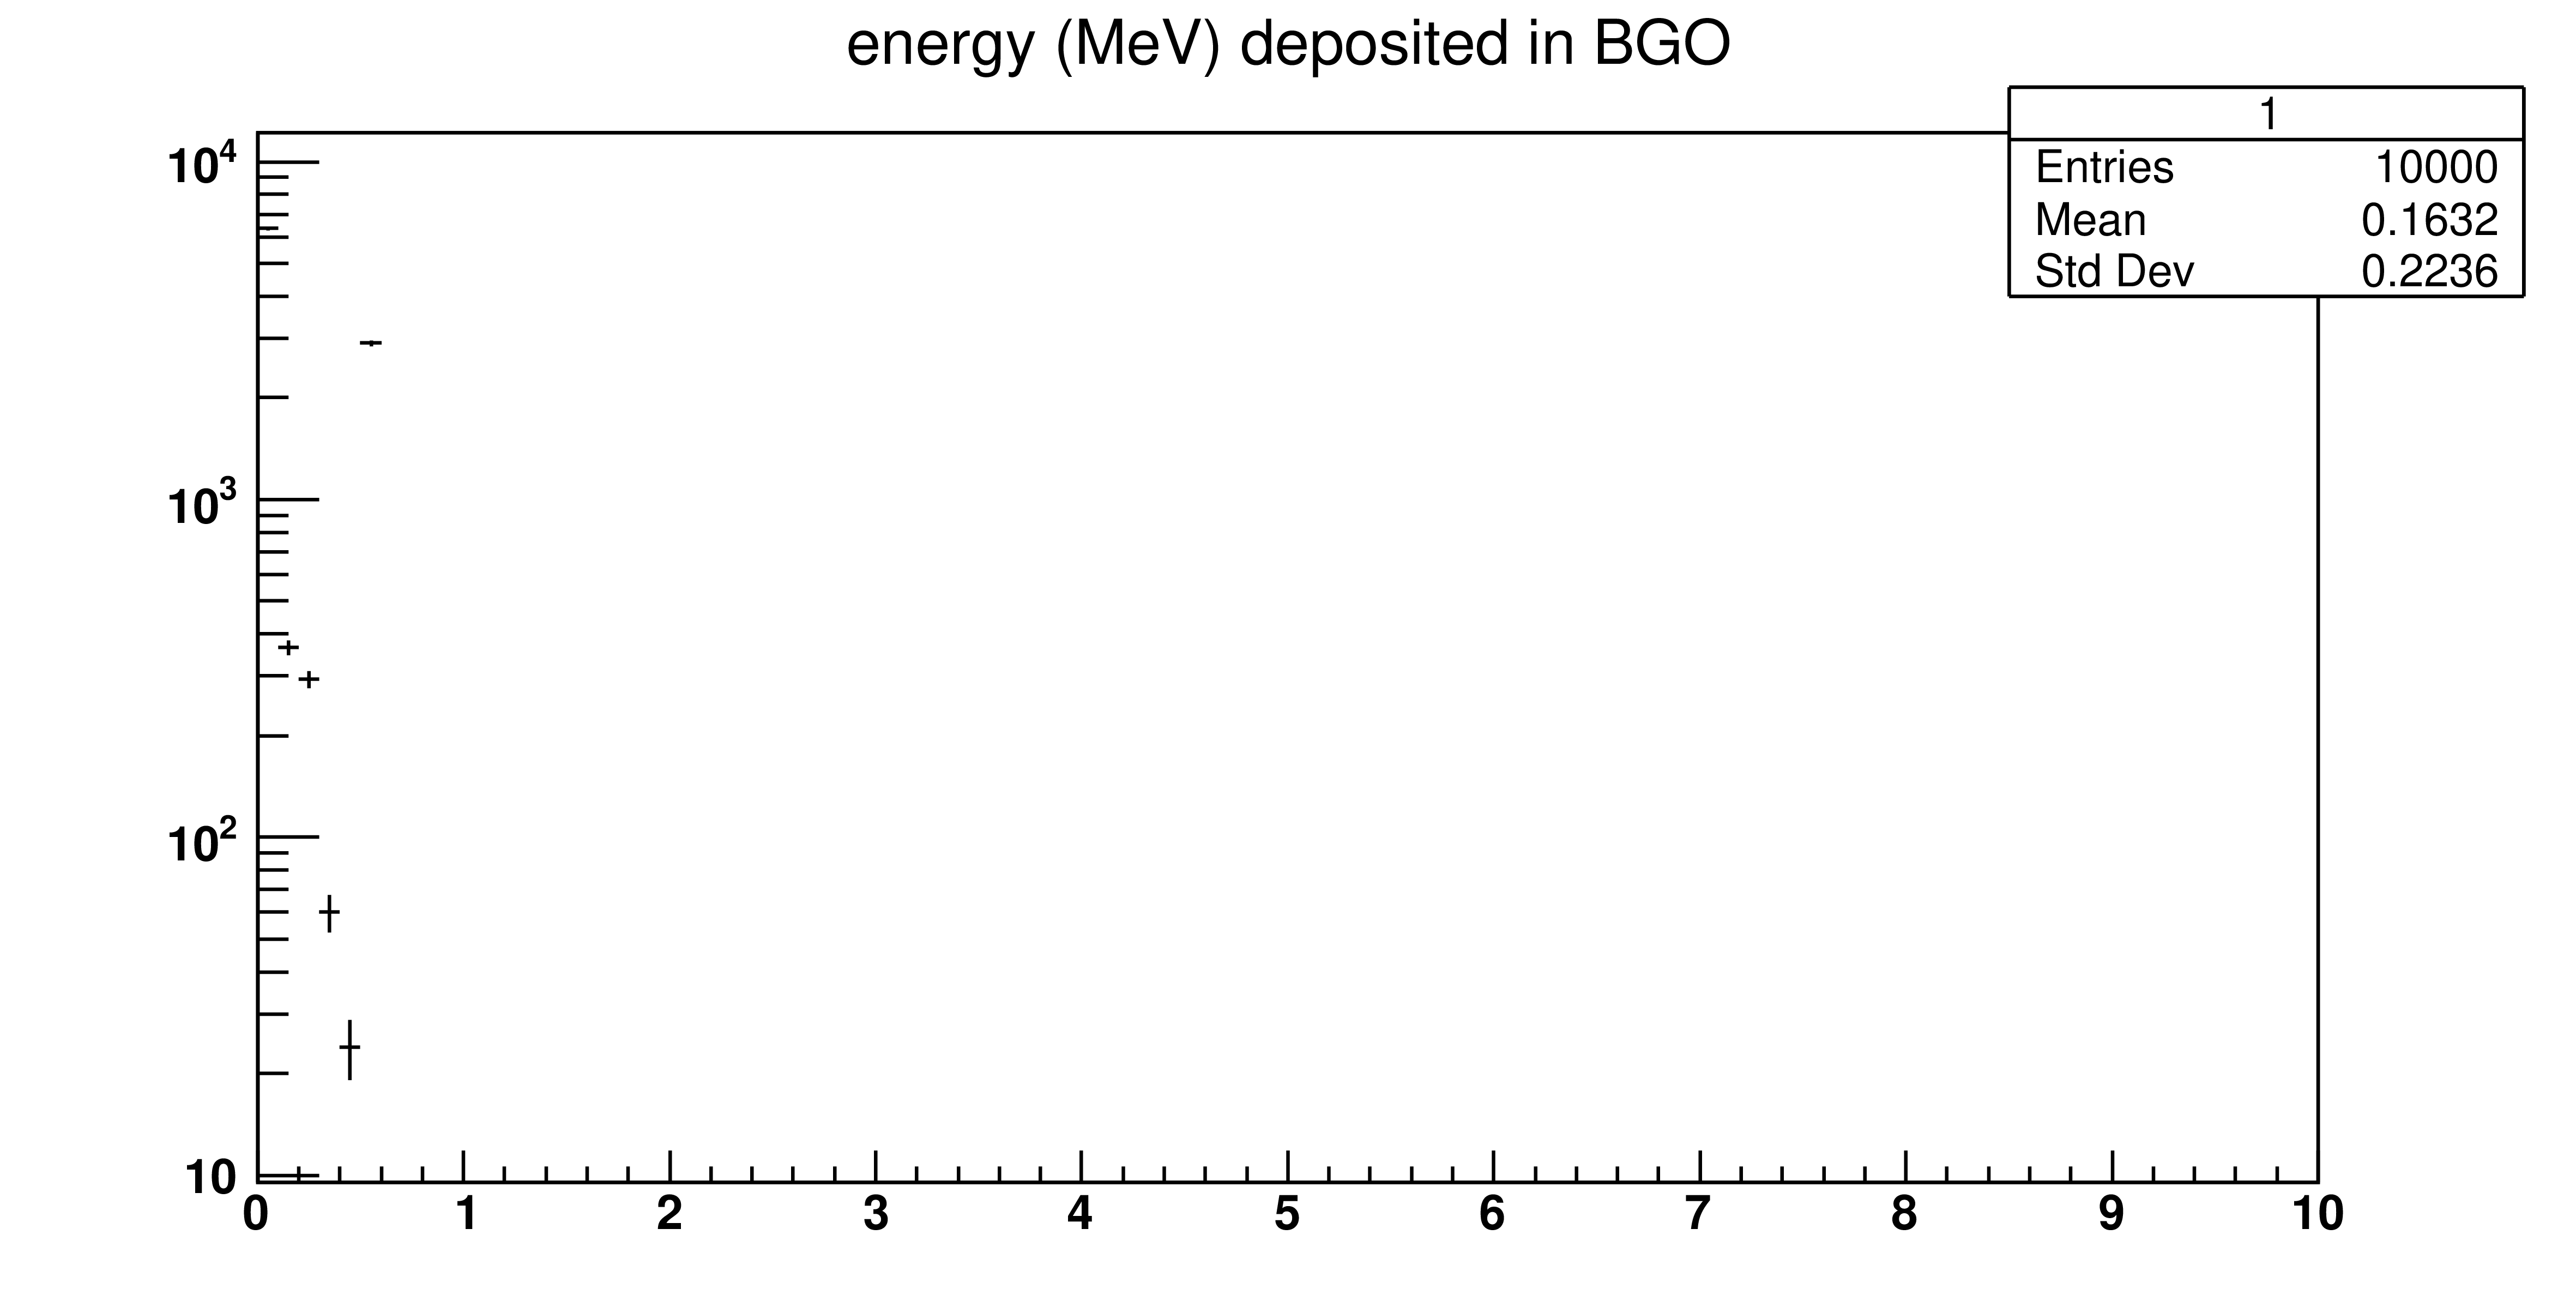 energy (MeV) deposited in BGO
1
Entries 10000
Mean 0.1632
Std Dev 0.2236
10⁴
10³
10²
10
0 1 2 3 4 5 6 7 8 9 10